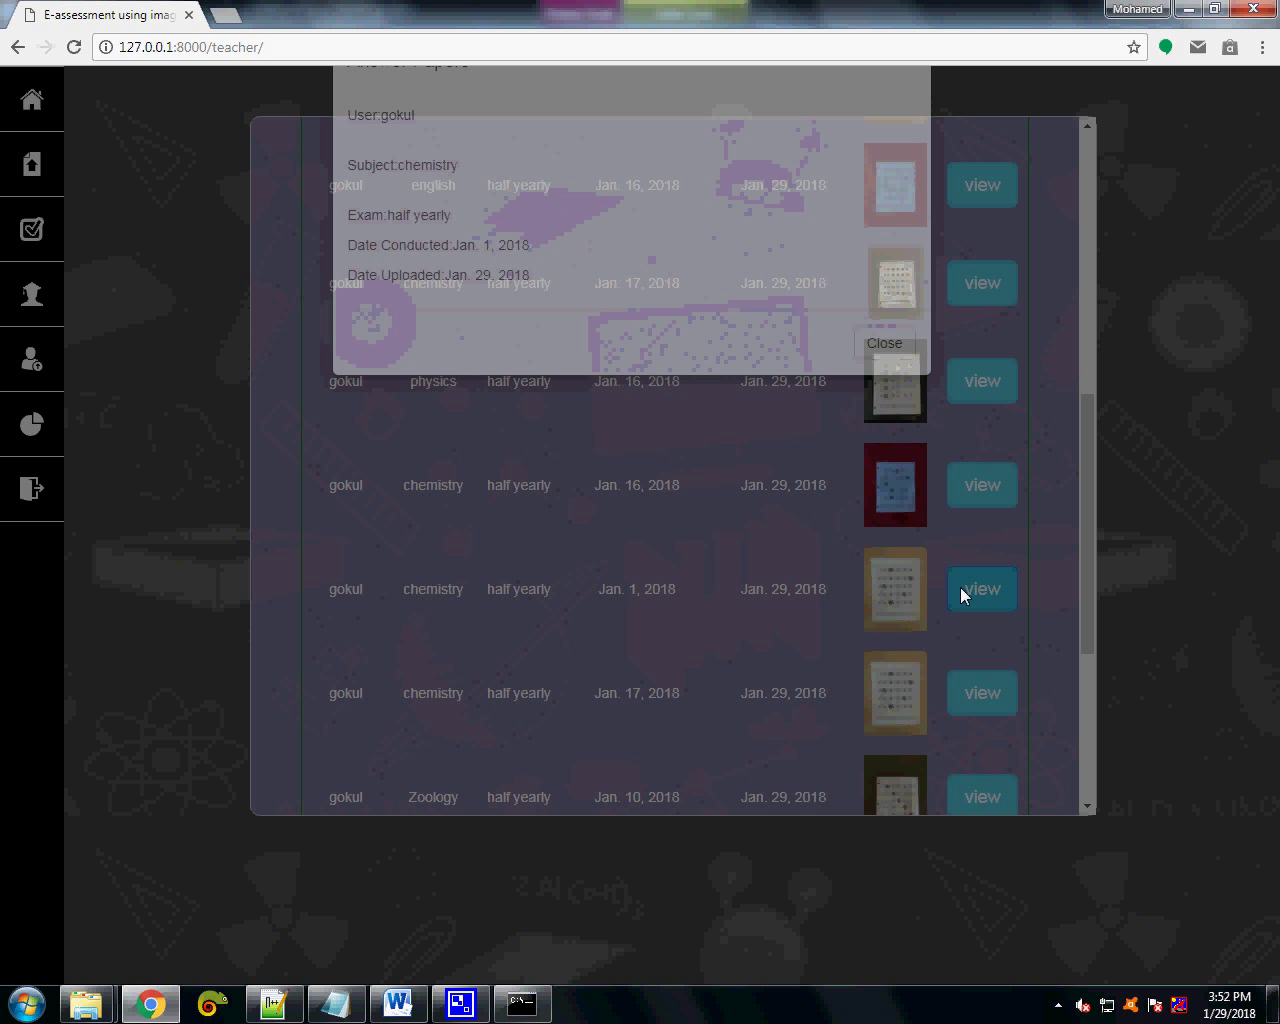 E-assessment using imag
Mohamed
127.0.0.1:8000/teacher/
User:gokul
Subject:chemistry
gokul english half yearly Jan. 16, 2018 Jan. 29, 2018 view
Exam:half yearly
Date Conducted:Jan. 1, 2018
Date Uploaded:Jan. 29, 2018
gokul chemistry half yearly Jan. 17, 2018 Jan. 29, 2018 view
Close
gokul physics half yearly Jan. 16, 2018 Jan. 29, 2018 view
gokul chemistry half yearly Jan. 16, 2018 Jan. 29, 2018 view
gokul chemistry half yearly Jan. 1, 2018 Jan. 29, 2018 view
gokul chemistry half yearly Jan. 17, 2018 Jan. 29, 2018 view
gokul Zoology half yearly Jan. 10, 2018 Jan. 29, 2018 view
3:52 PM
1/29/2018